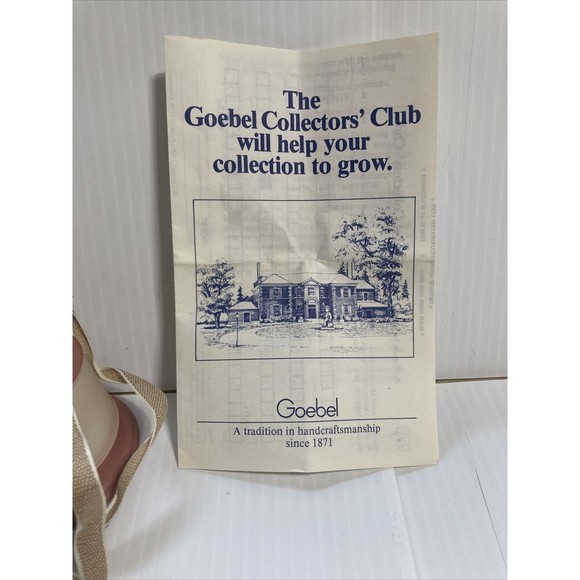 The
Goebel Collectors' Club
will help your
collection to grow.
Goebel
A tradition in handcraftsmanship
since 1871